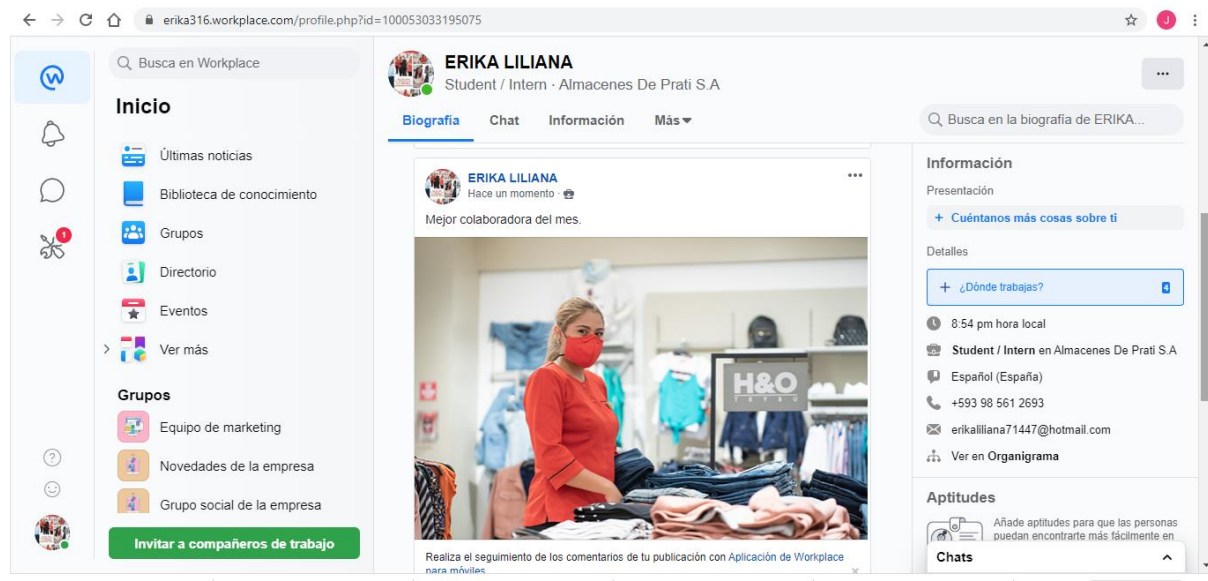 erika316.workplace.com/profile.php?id=100053033195075
J
Busca en Workplace
Inicio
Últimas noticias
Biblioteca de conocimiento
Grupos
Directorio
Eventos
Ver más
Grupos
Equipo de marketing
Novedades de la empresa
Grupo social de la empresa
Invitar a compañeros de trabajo
1
ERIKA LILIANA
Student / Intern · Almacenes De Prati S.A
Biografía Chat Información Más
Busca en la biografía de ERIKA...
ERIKA LILIANA
Hace un momento ·
Mejor colaboradora del mes.
H&O
TRYBU
Realiza el seguimiento de los comentarios de tu publicación con Aplicación de Workplace
para móviles
Información
Presentación
+ Cuéntanos más cosas sobre ti
Detalles
+ ¿Dónde trabajas? 4
8:54 pm hora local
Student / Intern en Almacenes De Prati S.A
Español (España)
+593 98 561 2693
erikaliliana71447@hotmail.com
Ver en Organigrama
Aptitudes
Añade aptitudes para que las personas
puedan encontrarte más fácilmente en
Chats